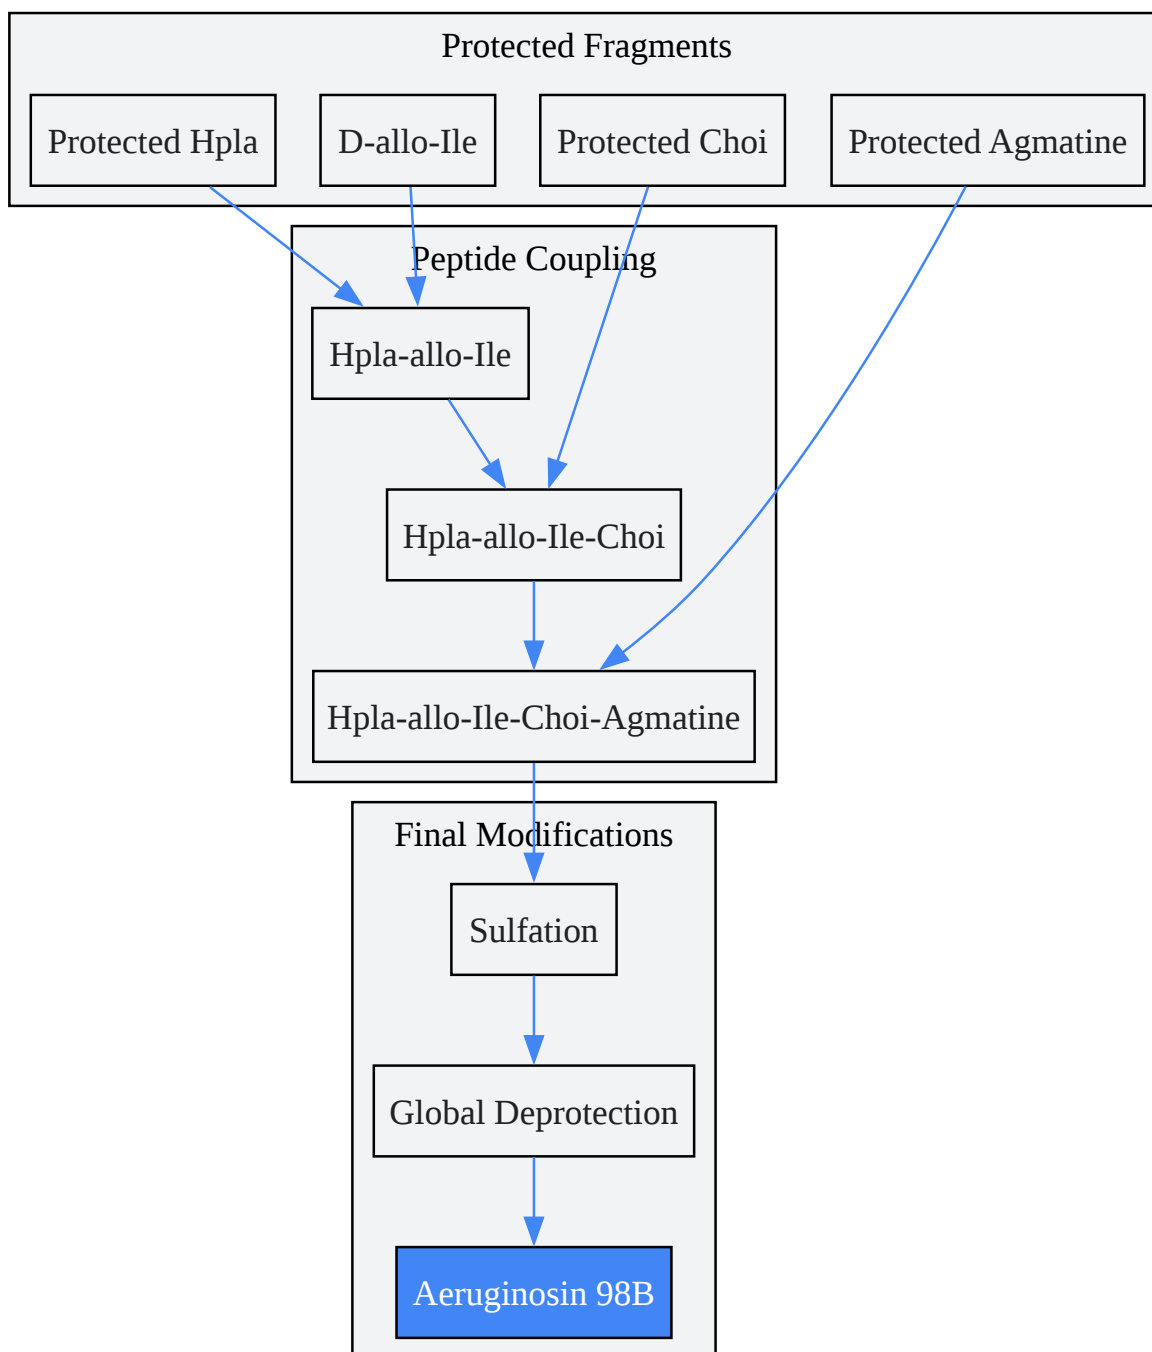 Protected Fragments
Protected Hpla
D-allo-Ile
Protected Choi
Protected Agmatine
Peptide Coupling
Hpla-allo-Ile
Hpla-allo-Ile-Choi
Hpla-allo-Ile-Choi-Agmatine
Final Modifications
Sulfation
Global Deprotection
Aeruginosin 98B